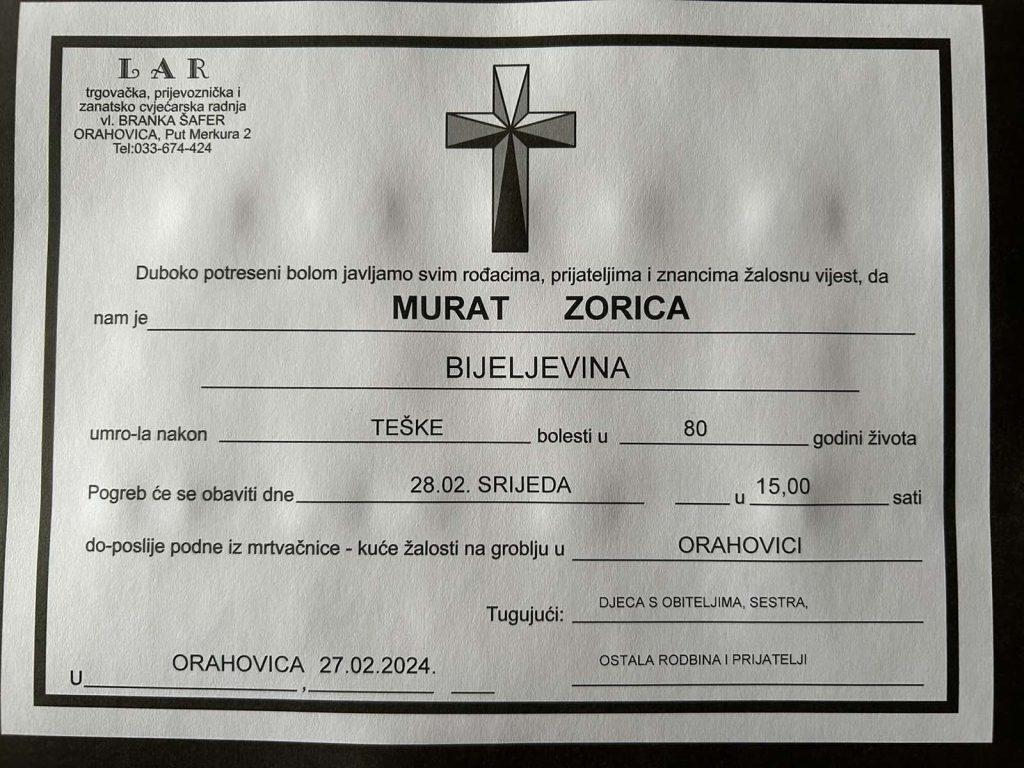 LAR
trgovačka, prijevoznička i
zanatsko cvjećarska radnja
vl. BRANKA ŠAFER
ORAHOVICA, Put Merkura 2
Tel:033-674-424
Duboko potreseni bolom javljamo svim rođacima, prijateljima i znancima žalosnu vijest, da
nam je MURAT ZORICA
BIJELJEVINA
umro-la nakon TEŠKE bolesti u 80 godini života
Pogreb će se obaviti dne 28.02. SRIJEDA u 15,00 sati
do-poslije podne iz mrtvačnice - kuće žalosti na groblju u ORAHOVICI
Tugujući: DJECA S OBITELJIMA, SESTRA,
OSTALA RODBINA I PRIJATELJI
U ORAHOVICA, 27.02.2024.